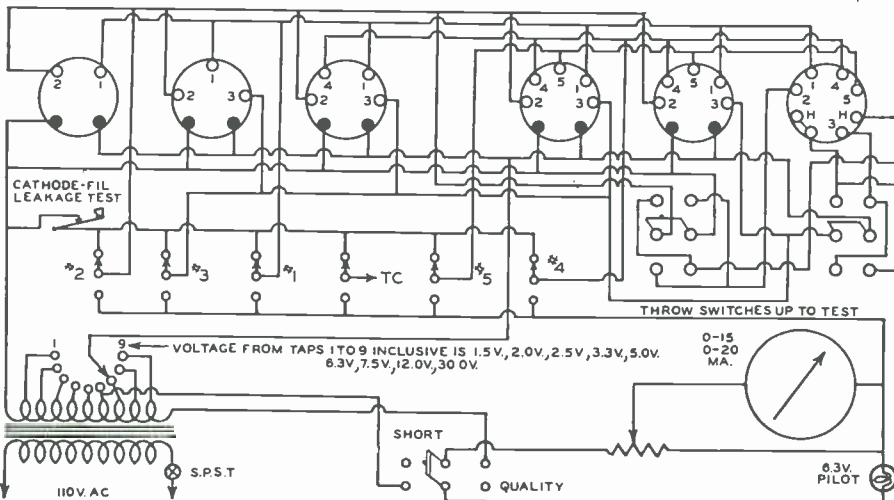 2 1
1
2 3
4 1
2 3
4 5 1
2 3
4 5 1
2 3
1 4
2 5
H 3 H
CATHODE-FIL
LEAKAGE TEST
#2
#3
#1
TC
#5
#4
THROW SWITCHES UP TO TEST
1
9
VOLTAGE FROM TAPS 1 TO 9 INCLUSIVE IS 1.5V, 2.0V., 2.5V, 3.3V, 5.0V.
6.3V, 7.5V, 12.0V, 30 0V.
0-15
0-20
MA.
SHORT
QUALITY
S.P.S.T
110V. AC
6.3V.
PILOT